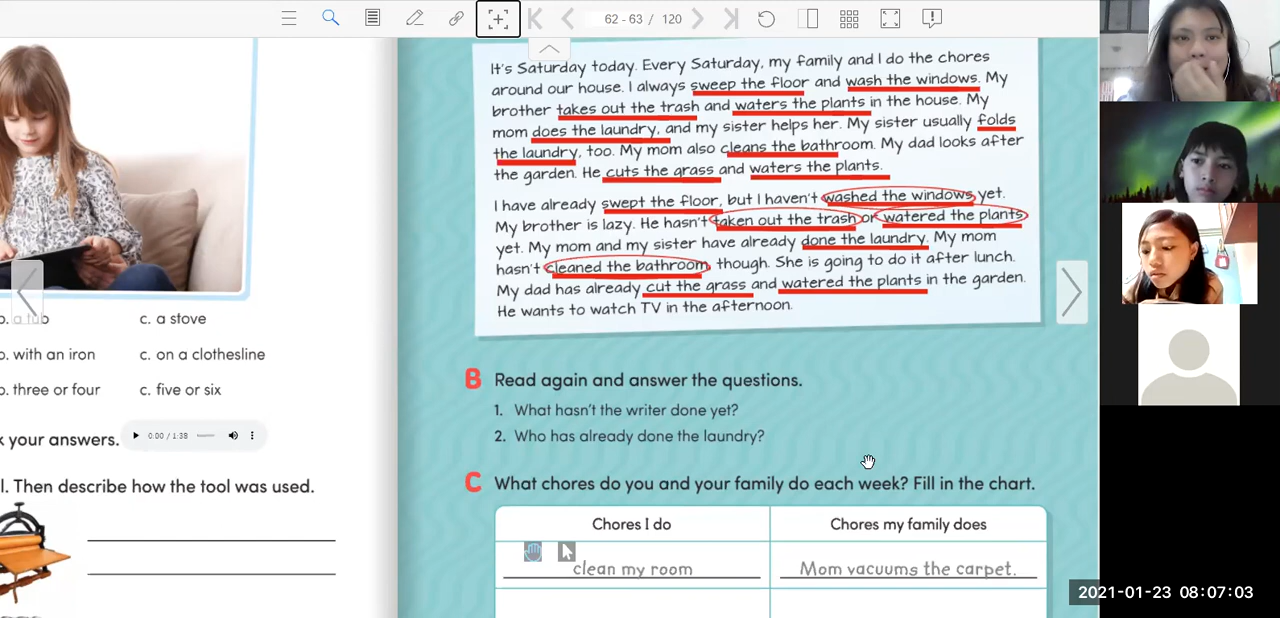 62 - 63 / 120
It's Saturday today. Every Saturday, my family and I do the chores
around our house. I always sweep the floor and wash the windows. My
brother takes out the trash and waters the plants in the house. My
mom does the laundry, and my sister helps her. My sister usually folds
the laundry, too. My mom also cleans the bathroom. My dad looks after
the garden. He cuts the grass and waters the plants.
I have already swept the floor, but I haven't washed the windows yet.
My brother is lazy. He hasn't taken out the trash or watered the plants
yet. My mom and my sister have already done the laundry. My mom
hasn't cleaned the bathroom, though. She is going to do it after lunch.
My dad has already cut the grass and watered the plants in the garden.
He wants to watch TV in the afternoon.
b. a tub c. a stove
b. with an iron c. on a clothesline
b. three or four c. five or six
k your answers. 0:00 / 1:38
l. Then describe how the tool was used.
B Read again and answer the questions.
1. What hasn't the writer done yet?
2. Who has already done the laundry?
C What chores do you and your family do each week? Fill in the chart.
Chores I do Chores my family does
clean my room Mom vacuums the carpet.
2021-01-23 08:07:03